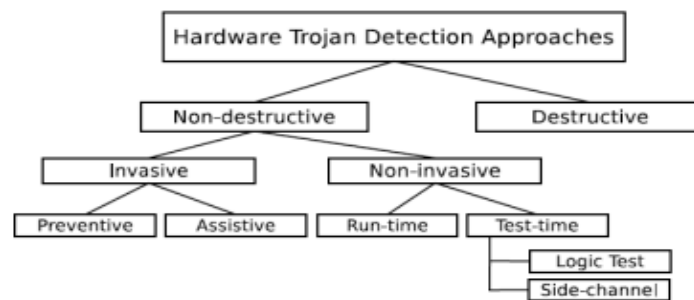 Hardware Trojan Detection Approaches
Non-destructive
Destructive
Invasive
Non-invasive
Preventive
Assistive
Run-time
Test-time
Logic Test
Side-channel